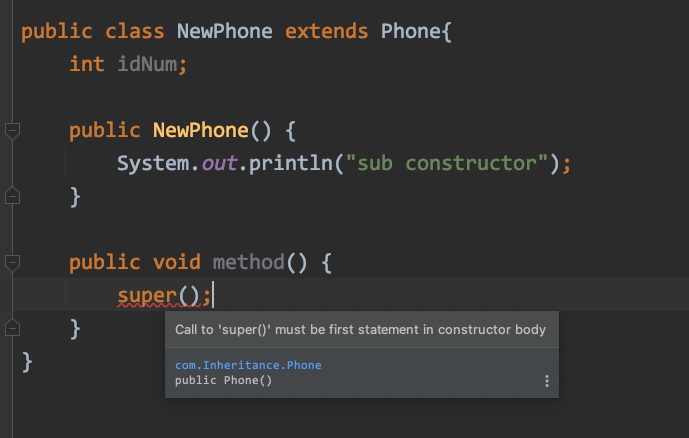 public class NewPhone extends Phone{
int idNum;
public NewPhone() {
System.out.println("sub constructor");
}
public void method() {
super();
}
}
Call to 'super()' must be first statement in constructor body
com.Inheritance.Phone
public Phone()